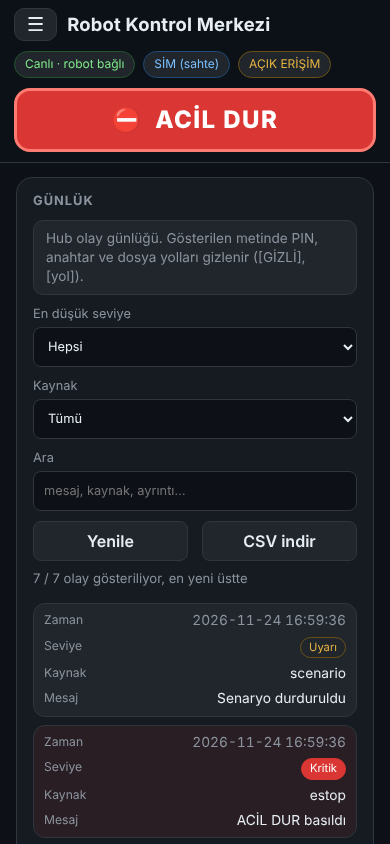 ☰ Robot Kontrol Merkezi
Canlı · robot bağlı SİM (sahte) AÇIK ERİŞİM
⛔ ACİL DUR
GÜNLÜK
Hub olay günlüğü. Gösterilen metinde PIN,
anahtar ve dosya yolları gizlenir ([GİZLİ],
[yol]).
En düşük seviye
Hepsi
Kaynak
Tümü
Ara
mesaj, kaynak, ayrıntı...
Yenile CSV indir
7 / 7 olay gösteriliyor, en yeni üstte
Zaman 2026-11-24 16:59:36
Seviye Uyarı
Kaynak scenario
Mesaj Senaryo durduruldu
Zaman 2026-11-24 16:59:36
Seviye Kritik
Kaynak estop
Mesaj ACİL DUR basıldı